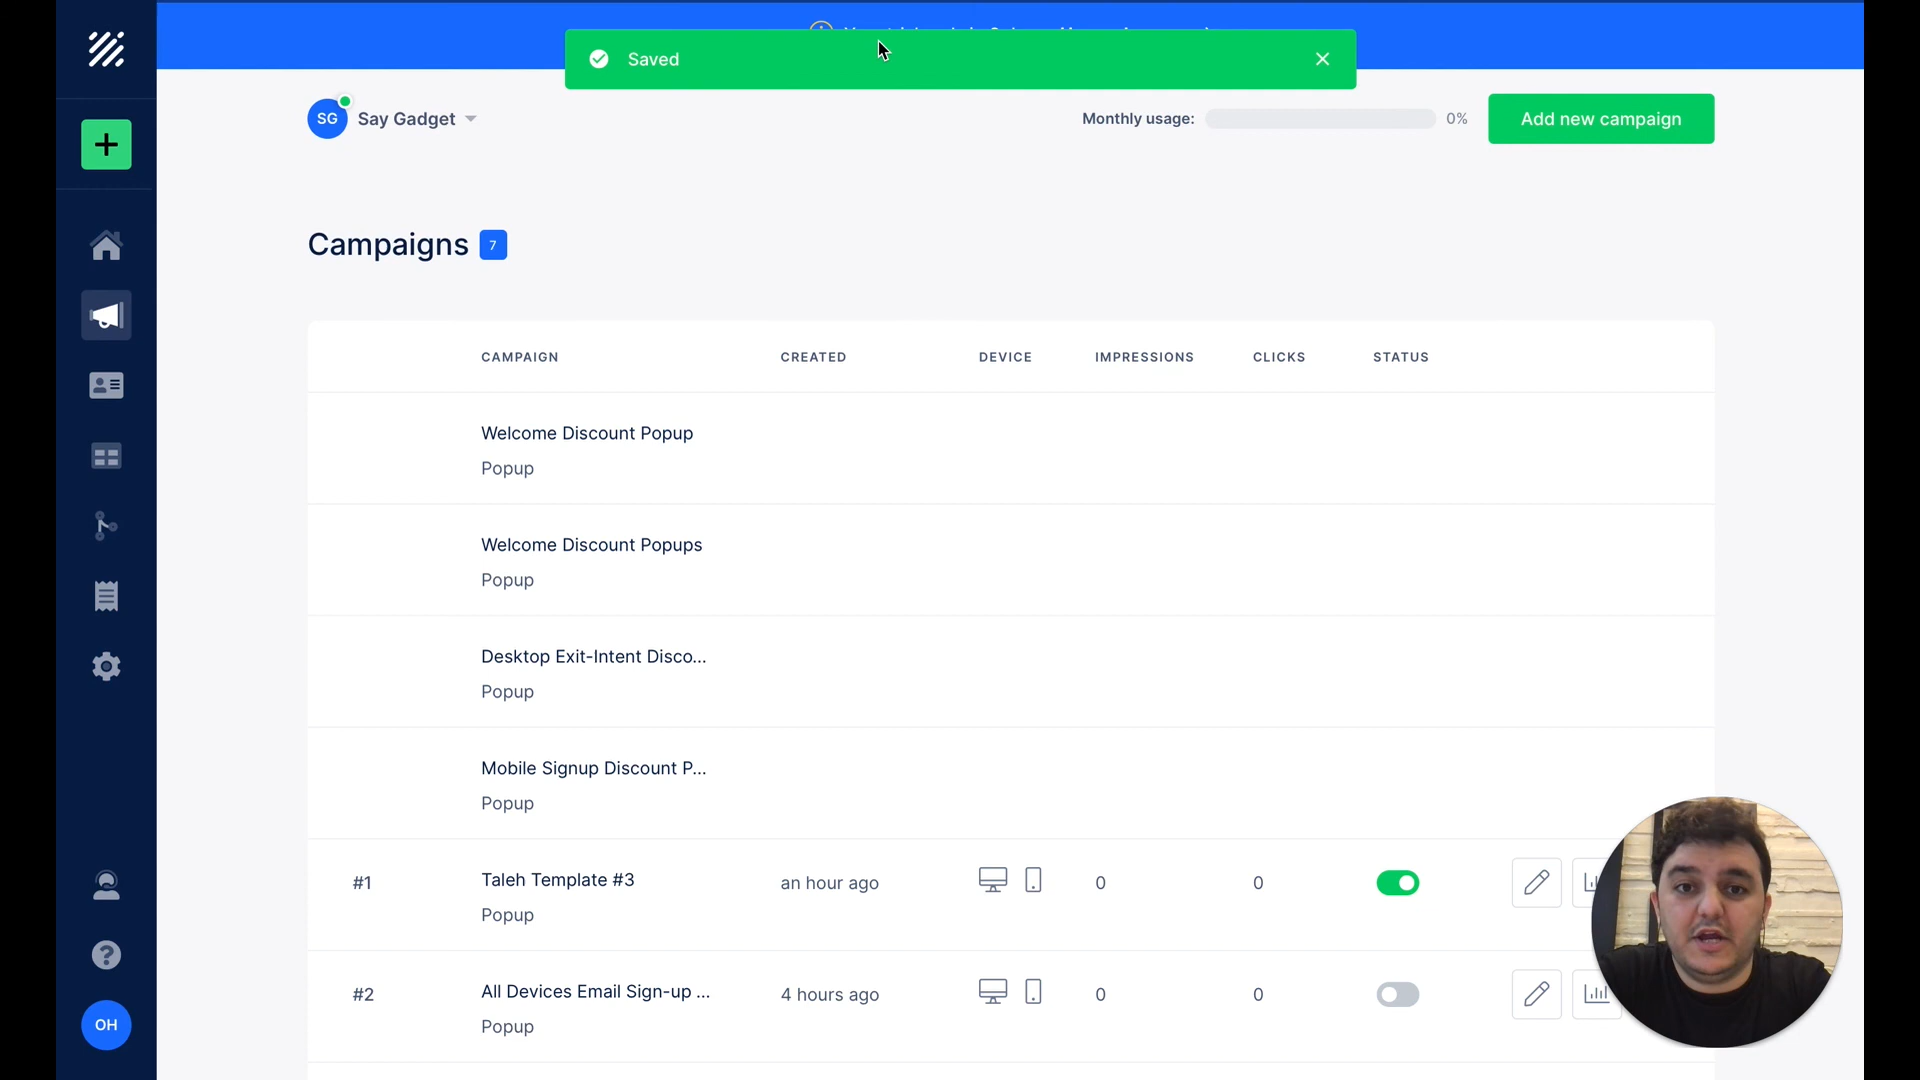 Saved
SG
Say Gadget
Monthly usage:
0%
Add new campaign
Campaigns
7
CAMPAIGN
CREATED
DEVICE
IMPRESSIONS
CLICKS
STATUS
Welcome Discount Popup
Popup
Welcome Discount Popups
Popup
Desktop Exit-Intent Disco...
Popup
Mobile Signup Discount P...
Popup
#1
Taleh Template #3
an hour ago
0
0
Popup
#2
All Devices Email Sign-up ...
4 hours ago
0
0
Popup
OH